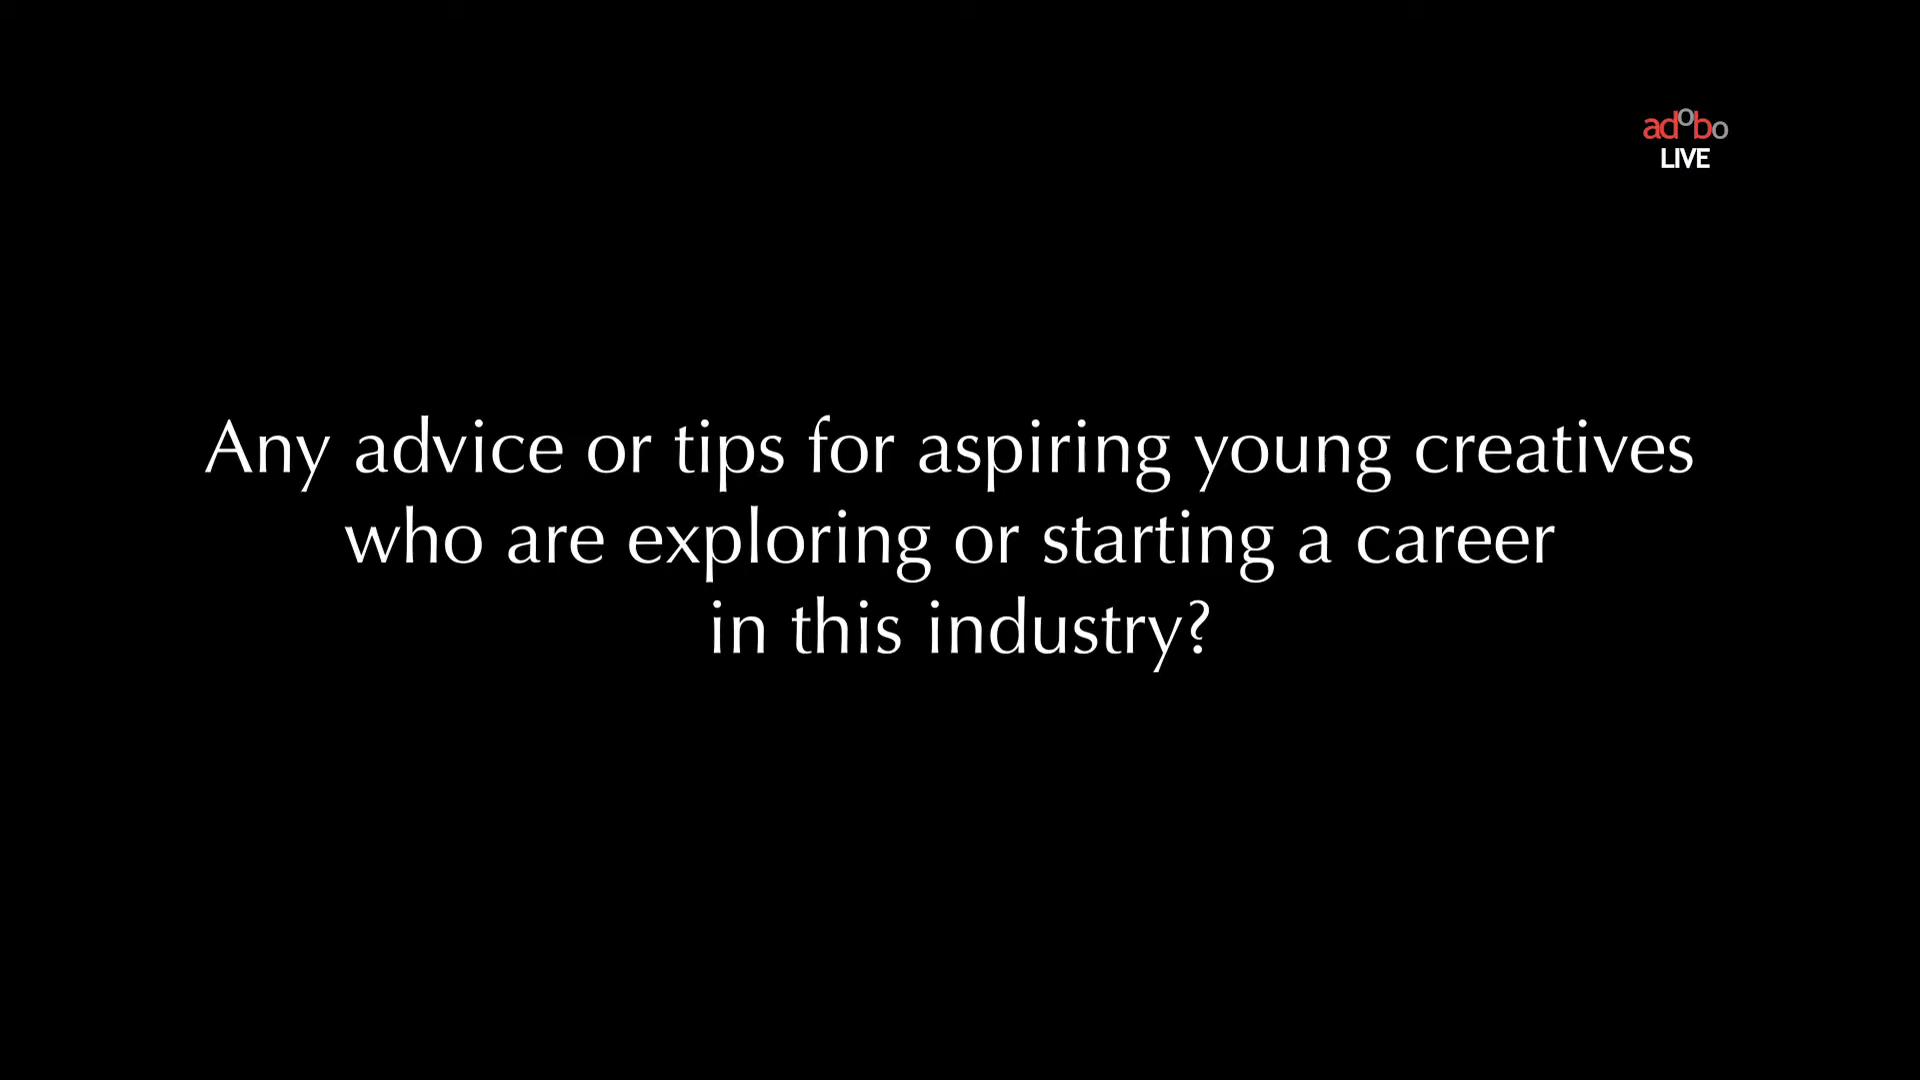 adobo
LIVE
Any advice or tips for aspiring young creatives
who are exploring or starting a career
in this industry?